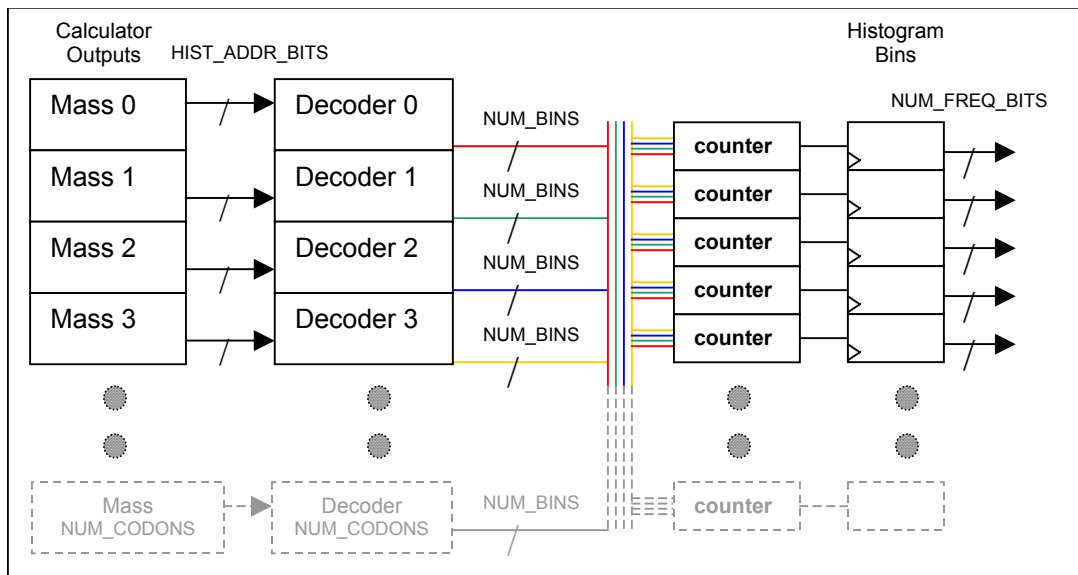 Calculator
Outputs
HIST_ADDR_BITS
Histogram
Bins
NUM_FREQ_BITS
Mass 0
Decoder 0
NUM_BINS
counter
Mass 1
Decoder 1
NUM_BINS
counter
Mass 2
Decoder 2
NUM_BINS
counter
Mass 3
Decoder 3
NUM_BINS
counter
counter
Mass
NUM_CODONS
Decoder
NUM_CODONS
NUM_BINS
counter